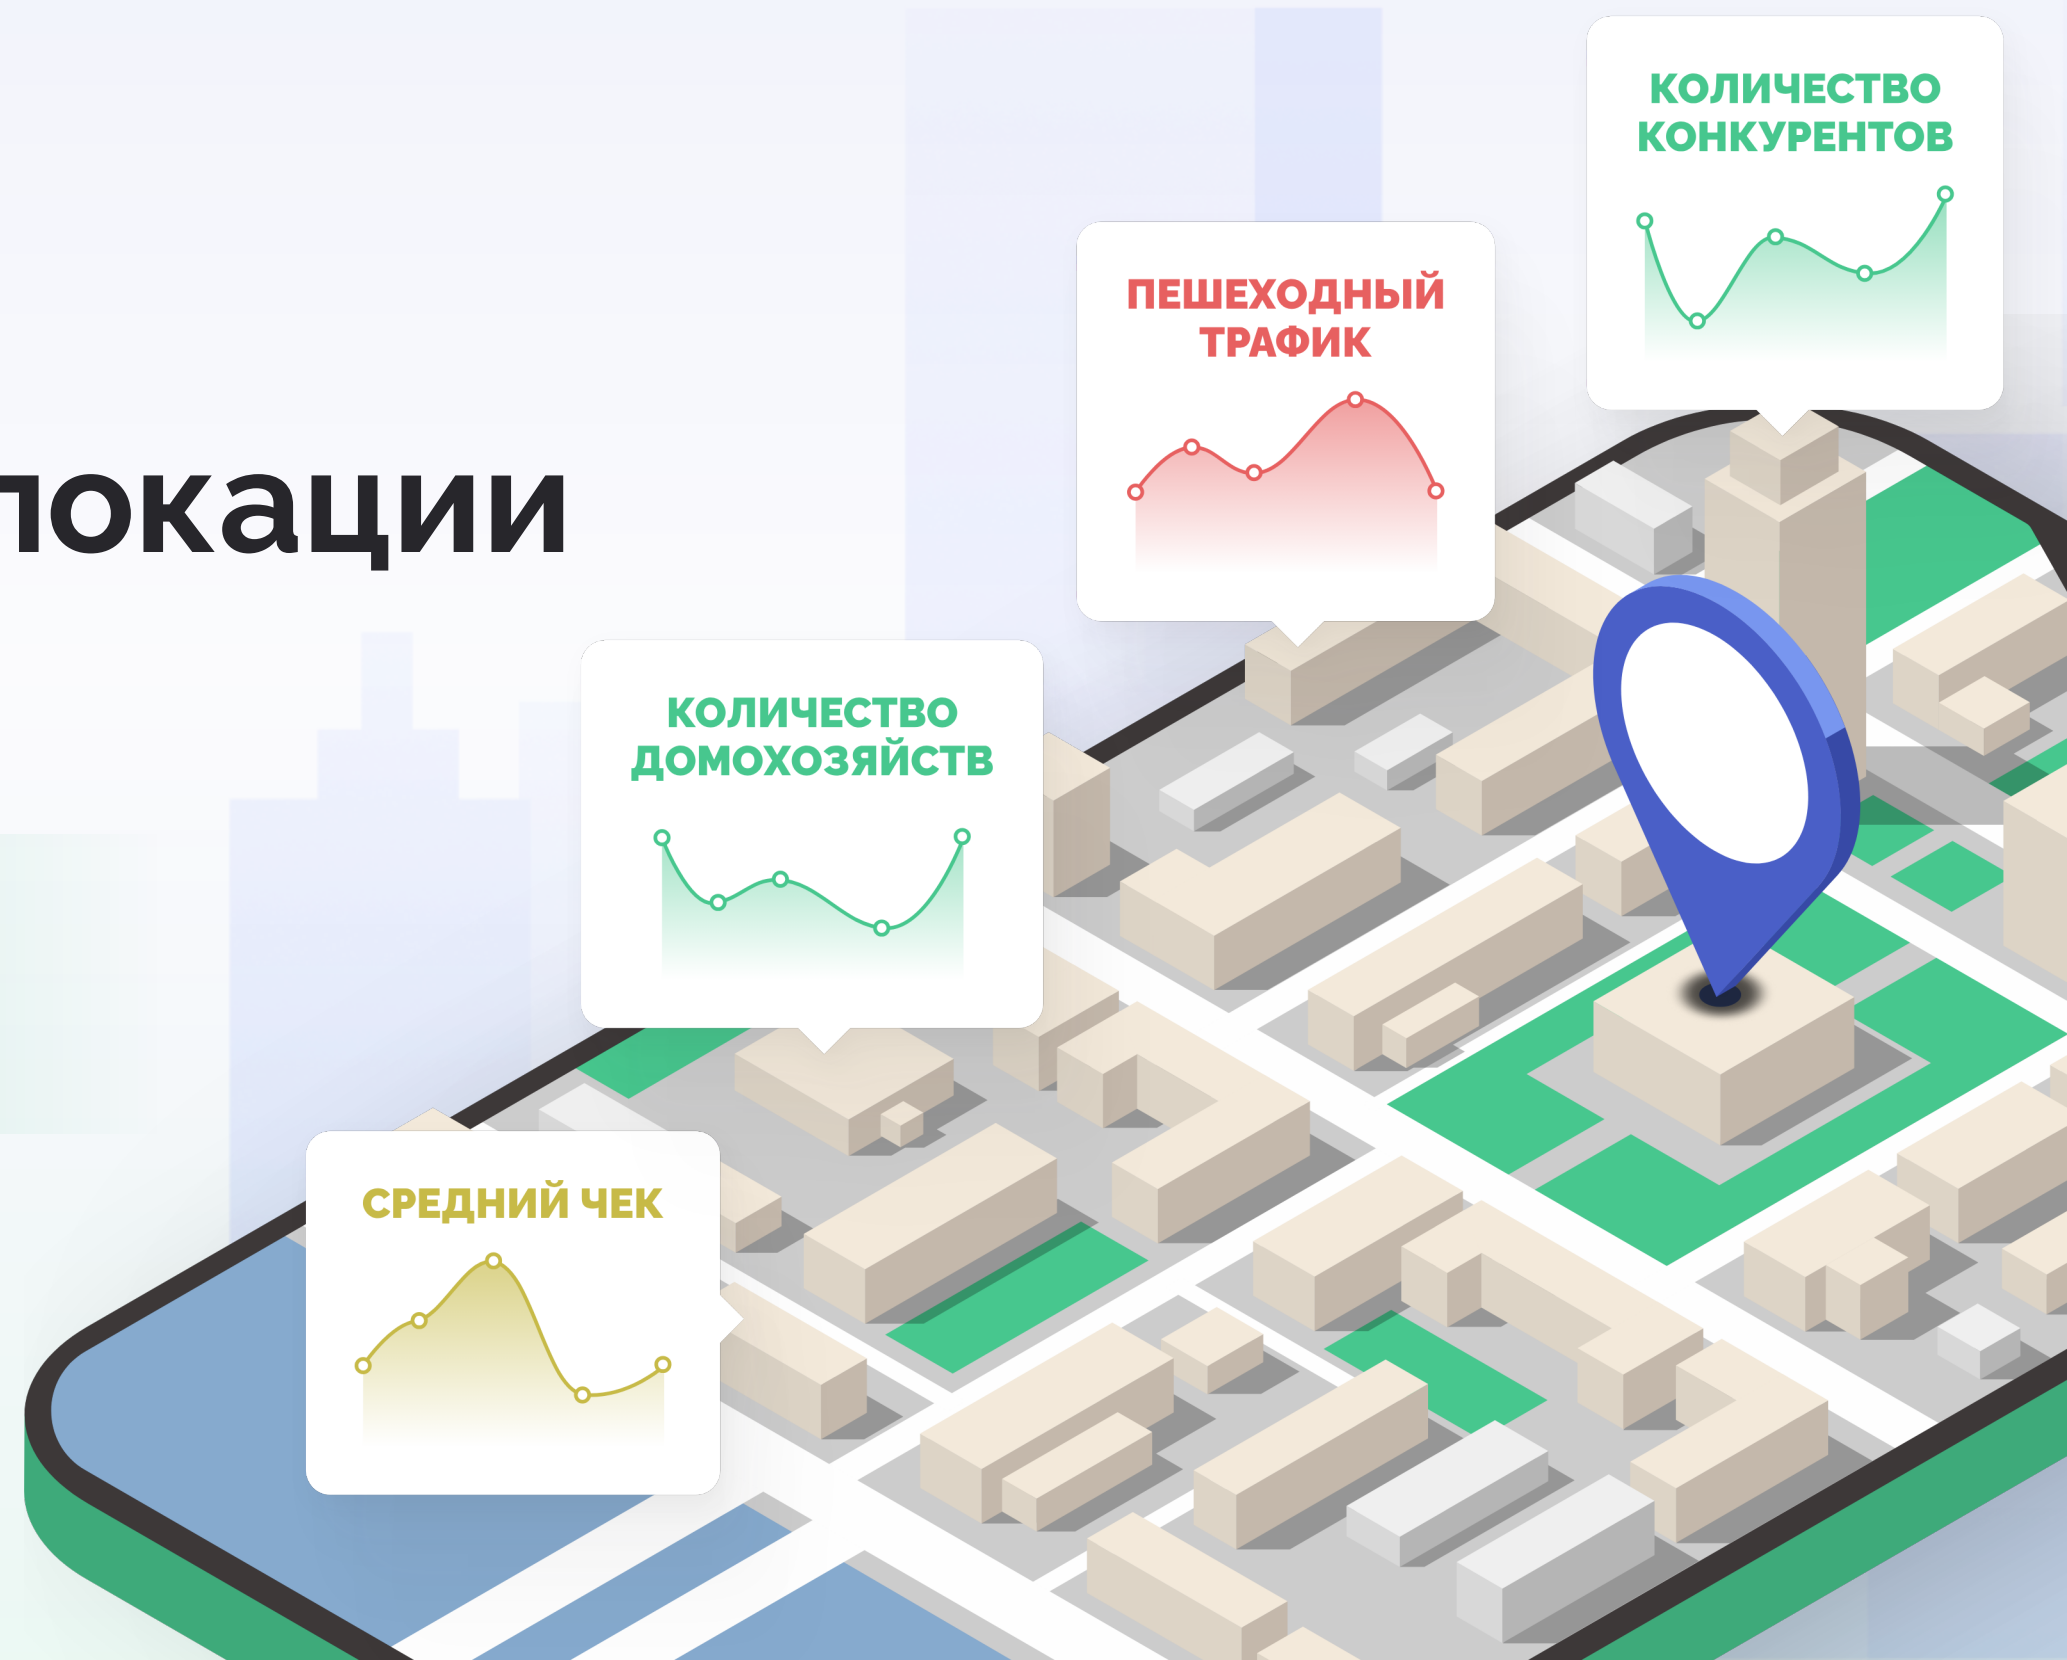 КОЛИЧЕСТВО
КОНКУРЕНТОВ
ПЕШЕХОДНЫЙ
ТРАФИК
локации
КОЛИЧЕСТВО
ДОМОХОЗЯЙСТВ
СРЕДНИЙ ЧЕК